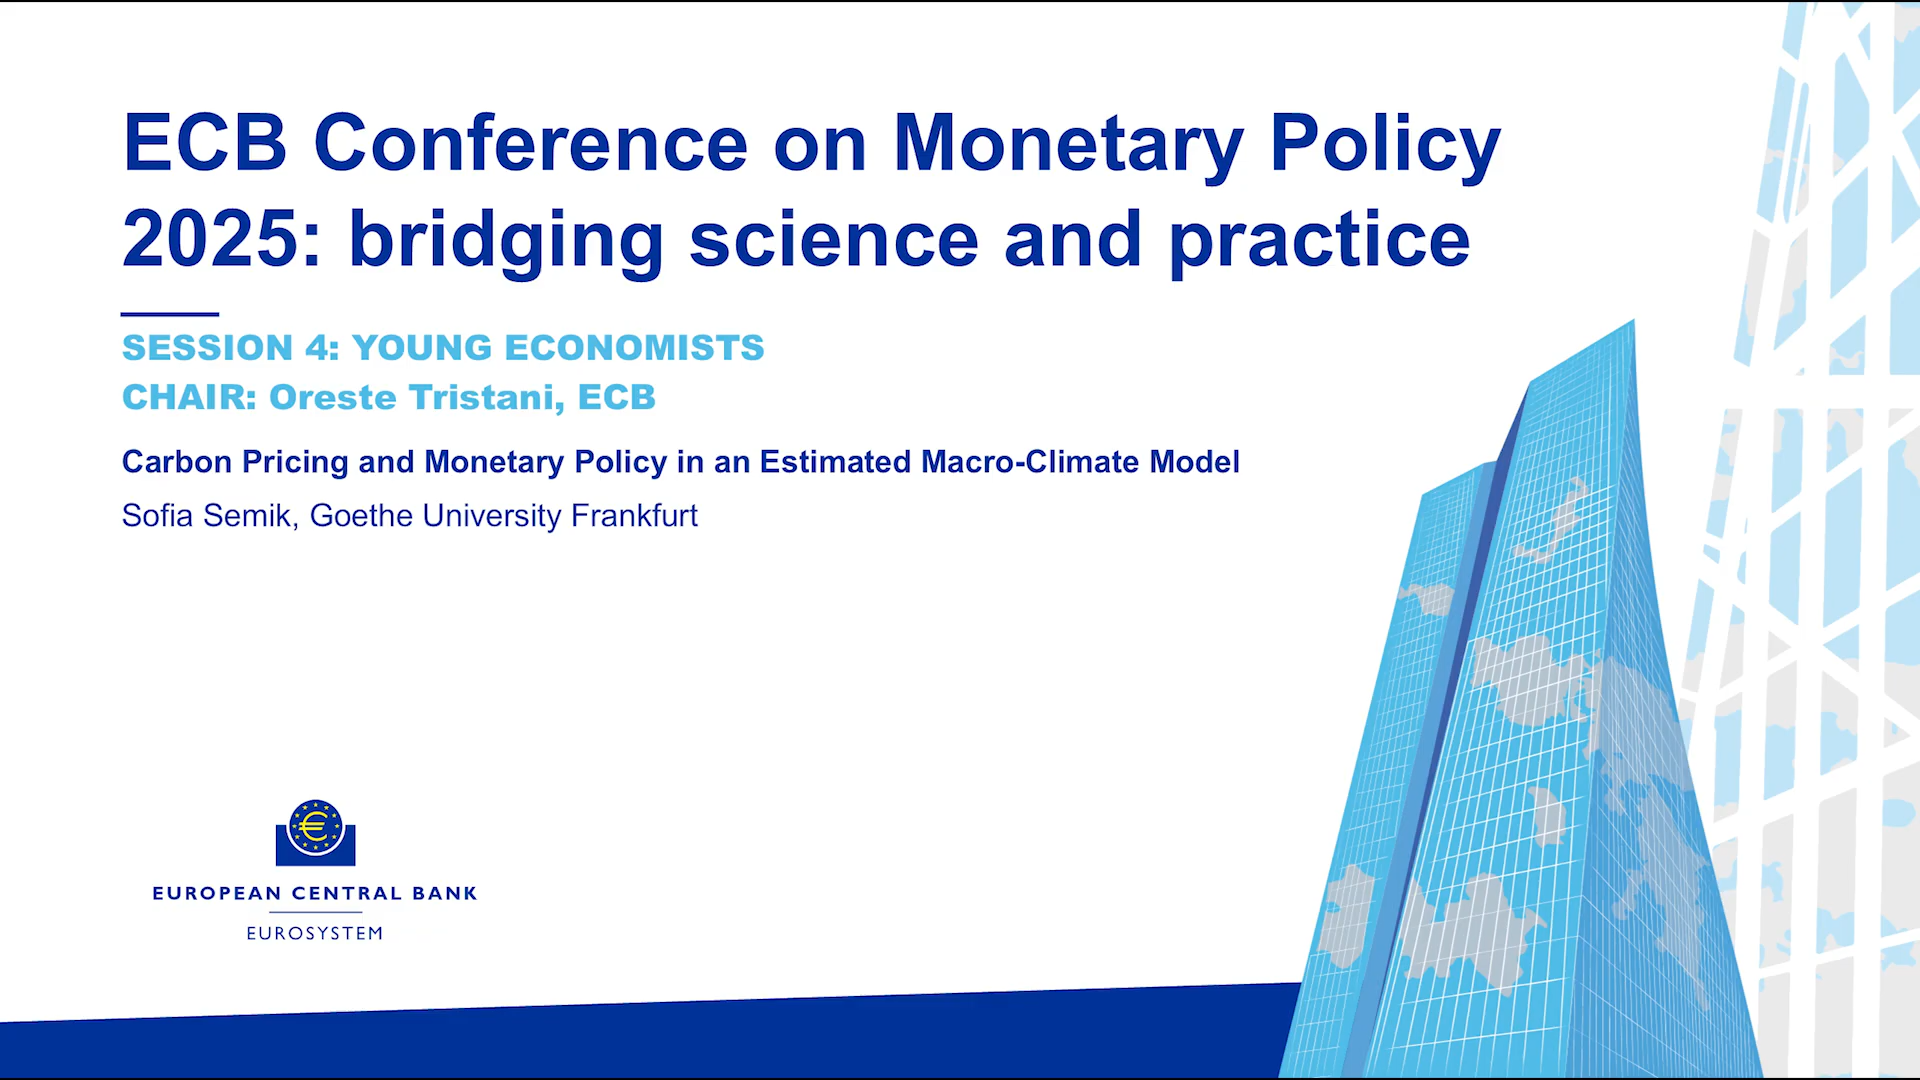 ECB Conference on Monetary Policy
2025: bridging science and practice
SESSION 4: YOUNG ECONOMISTS
CHAIR: Oreste Tristani, ECB
Carbon Pricing and Monetary Policy in an Estimated Macro-Climate Model
Sofia Semik, Goethe University Frankfurt
€
EUROPEAN CENTRAL BANK
EUROSYSTEM